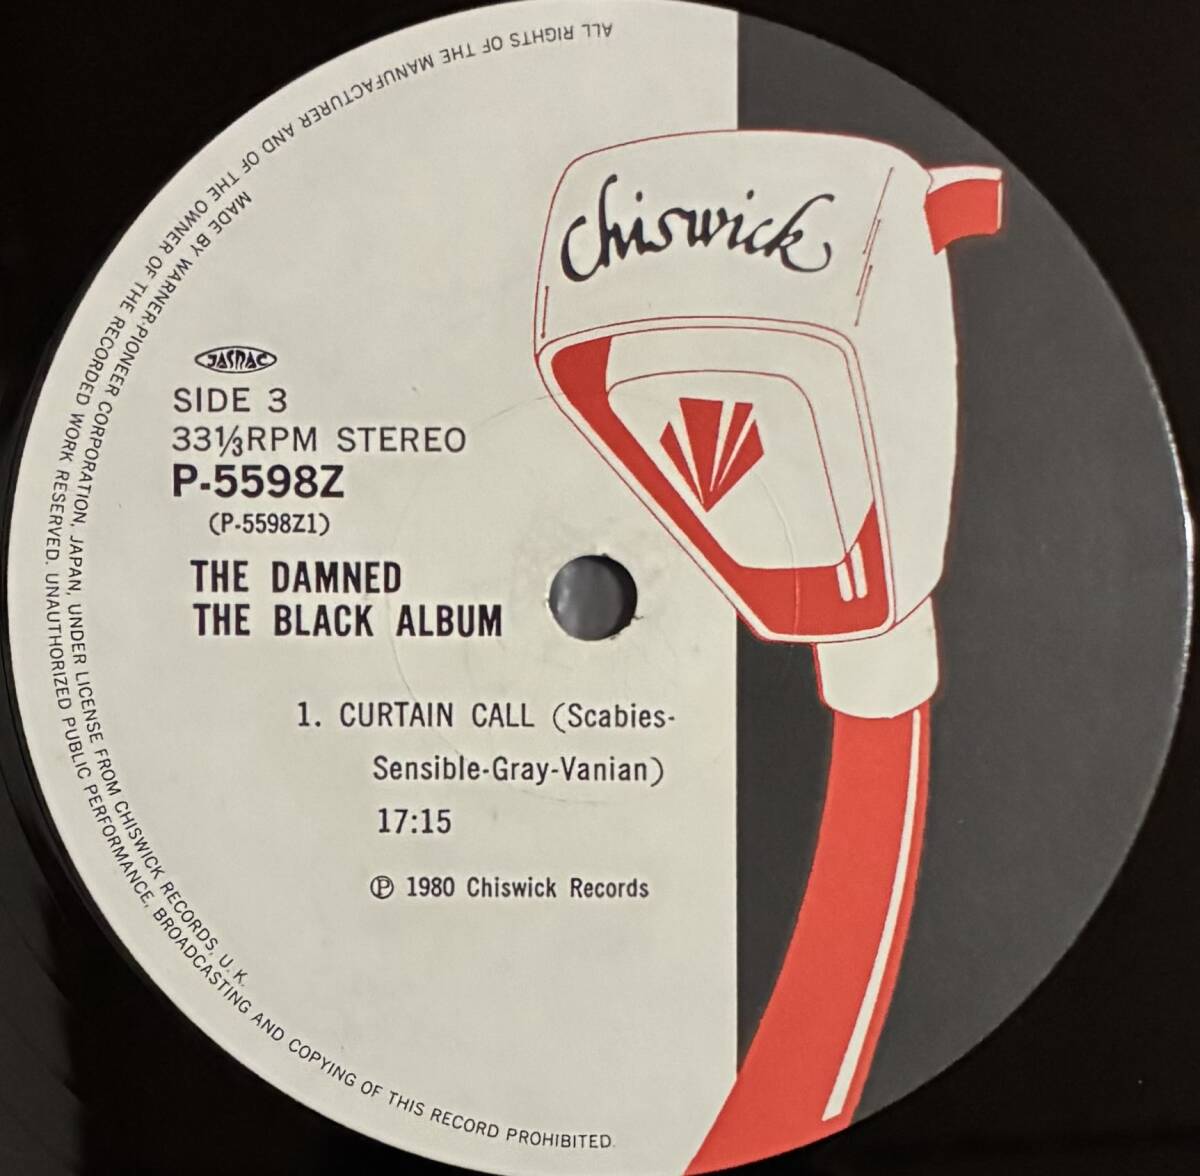 Chiswick
JASRAC
SIDE 3
33⅓RPM STEREO
P-5598Z
(P-5598Z1)
THE DAMNED
THE BLACK ALBUM
1. CURTAIN CALL (Scabies-
Sensible-Gray-Vanian)
17:15
Ⓟ 1980 Chiswick Records
MADE BY WARNER-PIONEER CORPORATION, JAPAN, UNDER LICENSE FROM CHISWICK RECORDS, U. K.
ALL RIGHTS OF THE MANUFACTURER AND OF THE OWNER OF THE RECORDED WORK RESERVED. UNAUTHORIZED PUBLIC PERFORMANCE, BROADCASTING AND COPYING OF THIS RECORD PROHIBITED.